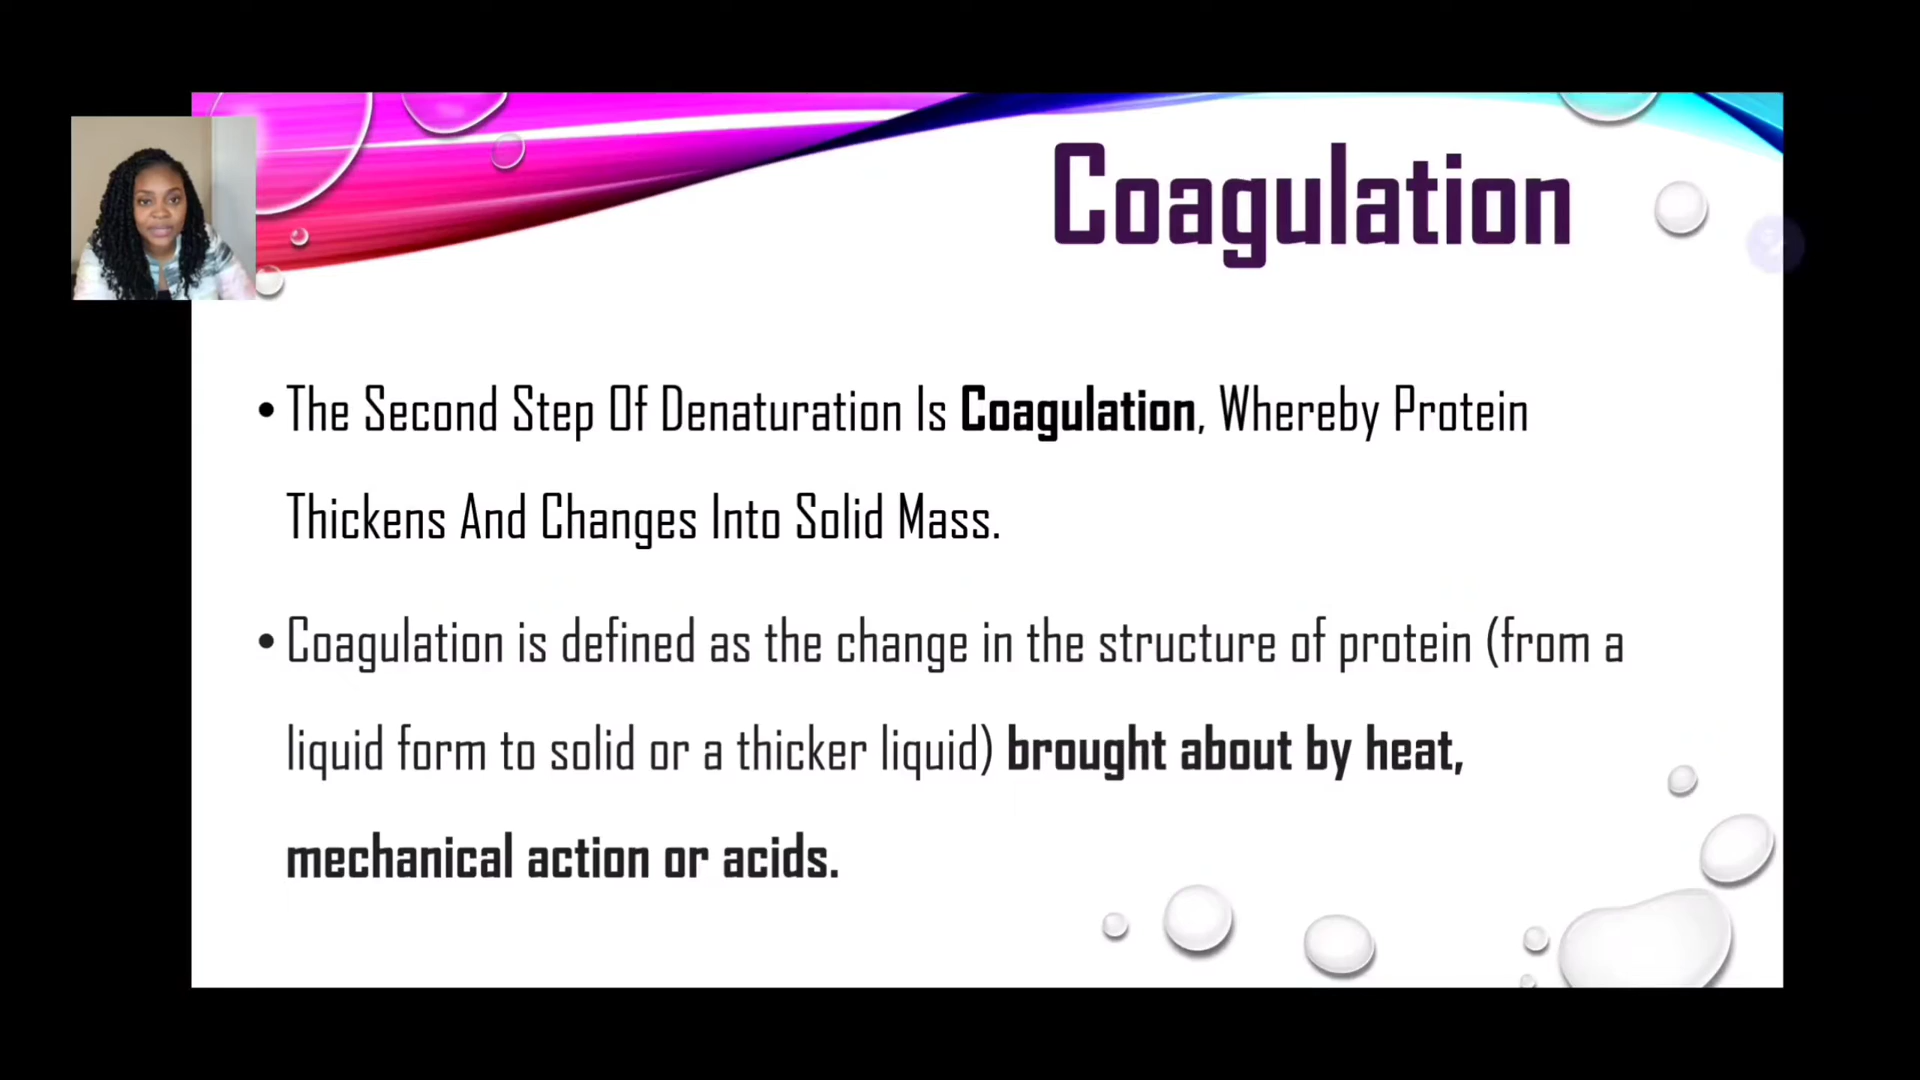 Coagulation
• The Second Step Of Denaturation Is Coagulation, Whereby Protein
Thickens And Changes Into Solid Mass.
• Coagulation is defined as the change in the structure of protein (from a
liquid form to solid or a thicker liquid) brought about by heat,
mechanical action or acids.